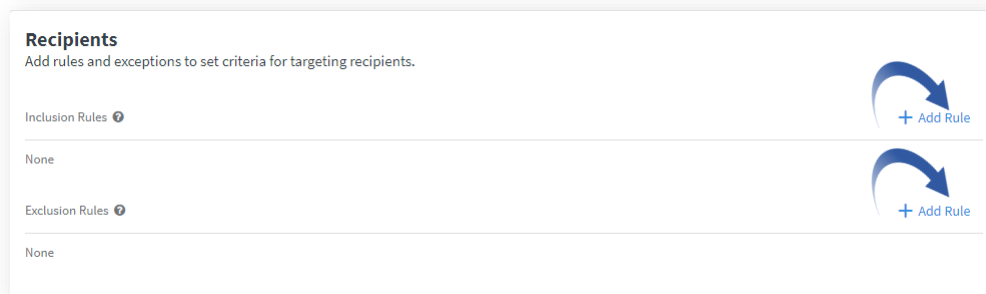 Recipients
Add rules and exceptions to set criteria for targeting recipients.
Inclusion Rules ?
+ Add Rule
None
Exclusion Rules ?
+ Add Rule
None